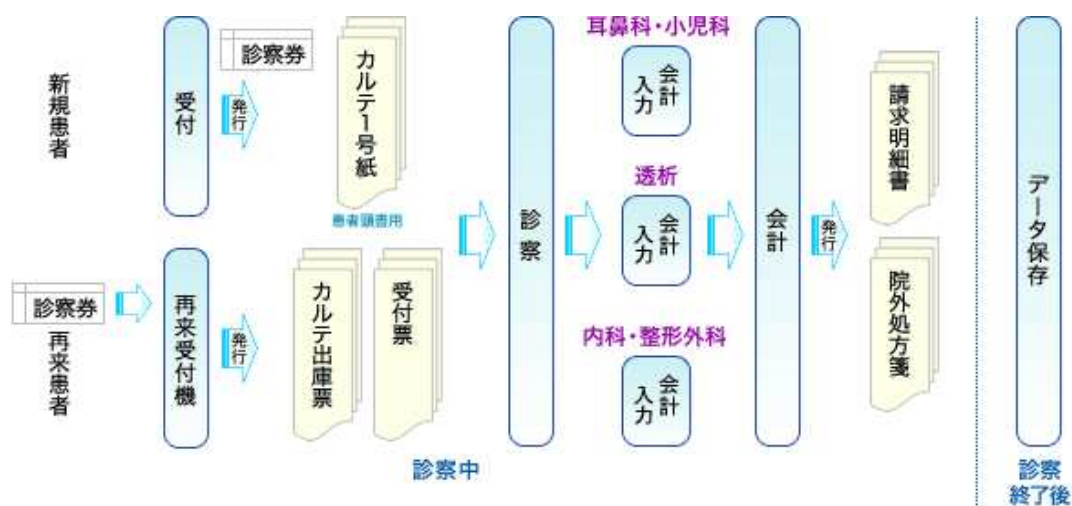 新規患者
受付
発行
診察券
カルテ1号紙
患者頭書用
診察券
再来患者
再来受付機
発行
カルテ出庫票
受付票
診察
耳鼻科・小児科
会計
入力
透析
会計
入力
内科・整形外科
会計
入力
会計
発行
請求明細書
院外処方箋
データ保存
診察中
診察
終了後